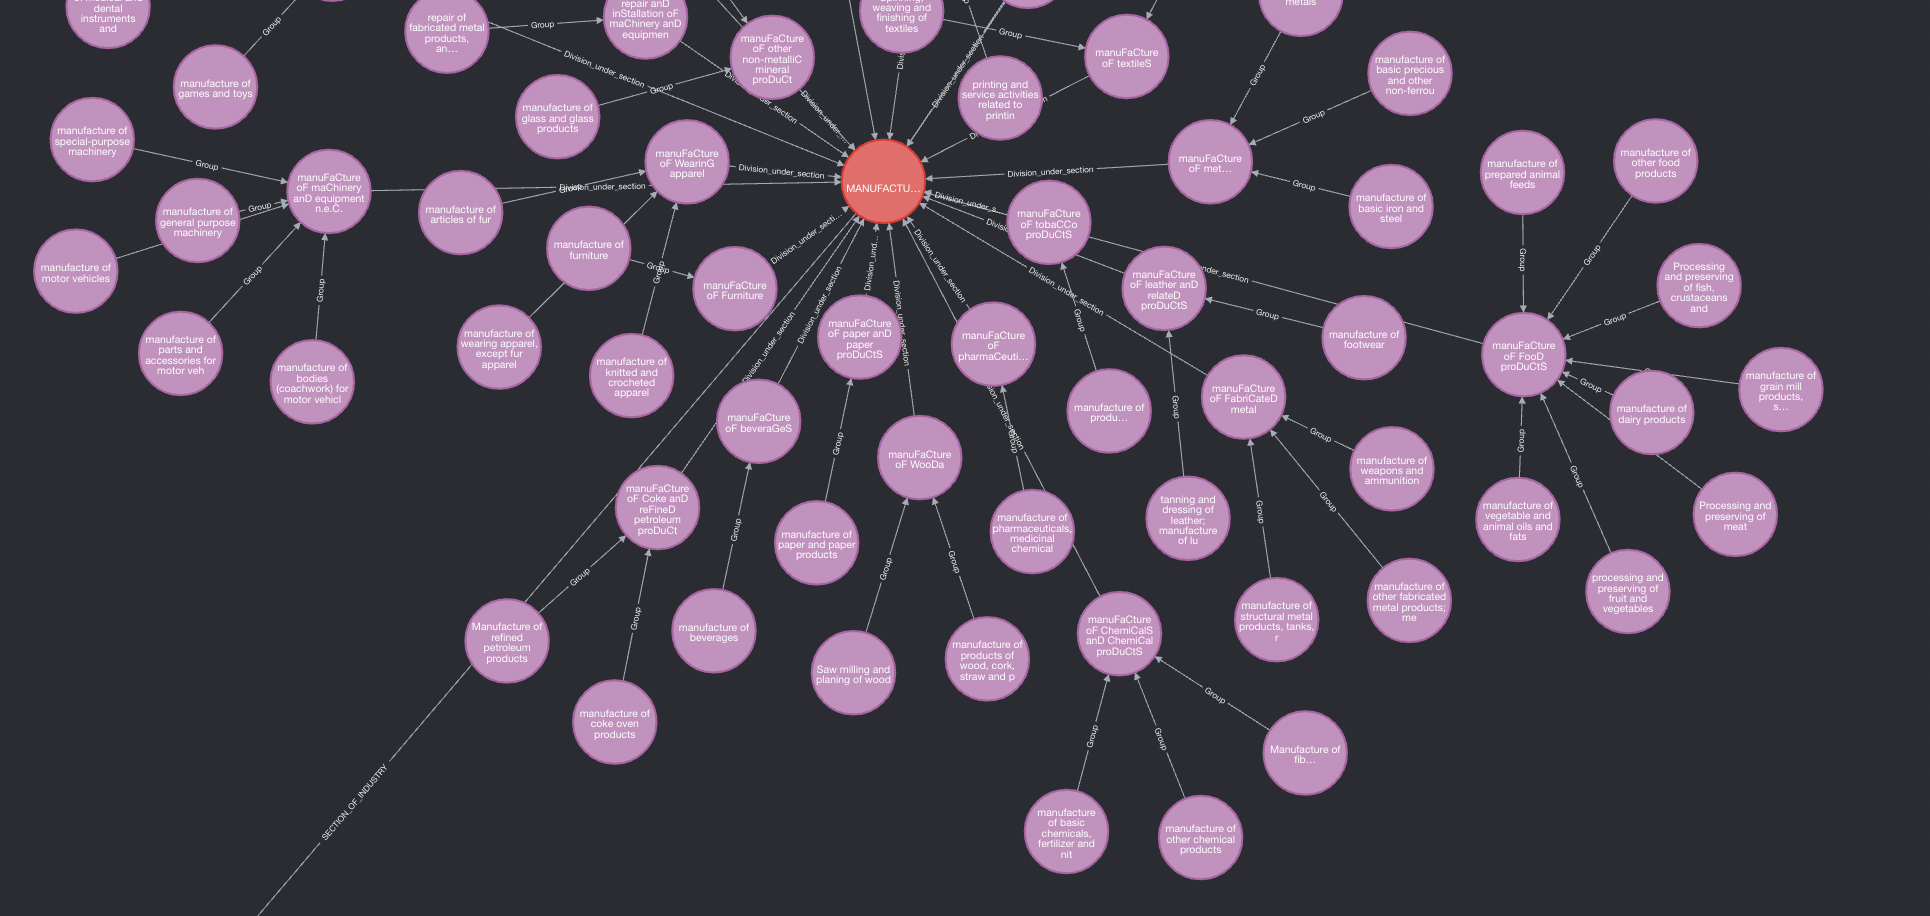 dental
instruments
and
Group
manufacture of
games and toys
repair of
fabricated metal
products,
an…
Group
repair anD
inStallation oF
maChinery anD
equipmen
Division_under_section
manuFaCture
oF other
non-metalliC
mineral
proDuCt
weaving and
finishing of
textiles
Group
manuFaCture
oF textileS
metals
Group
manufacture of
basic precious
and other
non-ferrou
Group
printing and
service activities
related to
printin
manufacture of
glass and glass
products
Group
manufacture of
special-purpose
machinery
Group
manuFaCture
oF maChinery
anD equipment
n.e.C.
manufacture of
general purpose
machinery
Group
manufacture of
motor vehicles
Group
manufacture of
parts and
accessories for
motor veh
Group
manufacture of
bodies
(coachwork) for
motor vehicl
manufacture of
articles of fur
Division_under_section
manuFaCture
oF WearinG
apparel
Division_under_section
MANUFACTU…
Division_under_section
manuFaCture
oF met…
Group
manufacture of
basic iron and
steel
manufacture of
prepared animal
feeds
manufacture of
other food
products
Group
Group
Processing
and preserving
of fish,
crustaceans
and
Group
manuFaCture
oF FooD
proDuCtS
manufacture of
grain mill
products,
s…
Group
manufacture of
dairy products
Processing and
preserving of
meat
Group
manufacture of
vegetable and
animal oils and
fats
Group
processing and
preserving of
fruit and
vegetables
manufacture of
furniture
Group
manuFaCture
oF Furniture
Group
manufacture of
wearing apparel,
except fur
apparel
manufacture of
knitted and
crocheted
apparel
Division_under_s
manuFaCture
oF tobaCCo
proDuCtS
manuFaCture
oF leather anD
relateD
proDuCtS
Group
manufacture of
footwear
Division_under_section
Group
manufacture of
produ…
Group
tanning and
dressing of
leather;
manufacture
of lu
manuFaCture
oF FabriCateD
metal
Group
manufacture of
weapons and
ammunition
Group
manufacture of
structural metal
products, tanks,
r
Group
manufacture of
other fabricated
metal products;
me
Division_under_section
manuFaCture
oF
pharmaCeuti…
Group
manufacture of
pharmaceuticals,
medicinal
chemical
manuFaCture
oF paper anD
paper
proDuCtS
Group
manufacture of
paper and paper
products
Division_under_section
manuFaCture
oF WooDa
Group
Saw milling and
planing of wood
Group
manufacture of
products of
wood, cork,
straw and p
Division_under_section
manuFaCture
oF beveraGeS
Group
manufacture of
beverages
Division_under_section
manuFaCture
oF Coke anD
reFineD
petroleum
proDuCt
Group
Manufacture of
refined
petroleum
products
Group
manufacture of
coke oven
products
manuFaCture
oF ChemiCalS
anD ChemiCal
proDuCtS
Group
Manufacture of
fib…
Group
manufacture
of basic
chemicals,
fertilizer and
nit
Group
manufacture of
other chemical
products
SECTION_OF_INDUSTRY